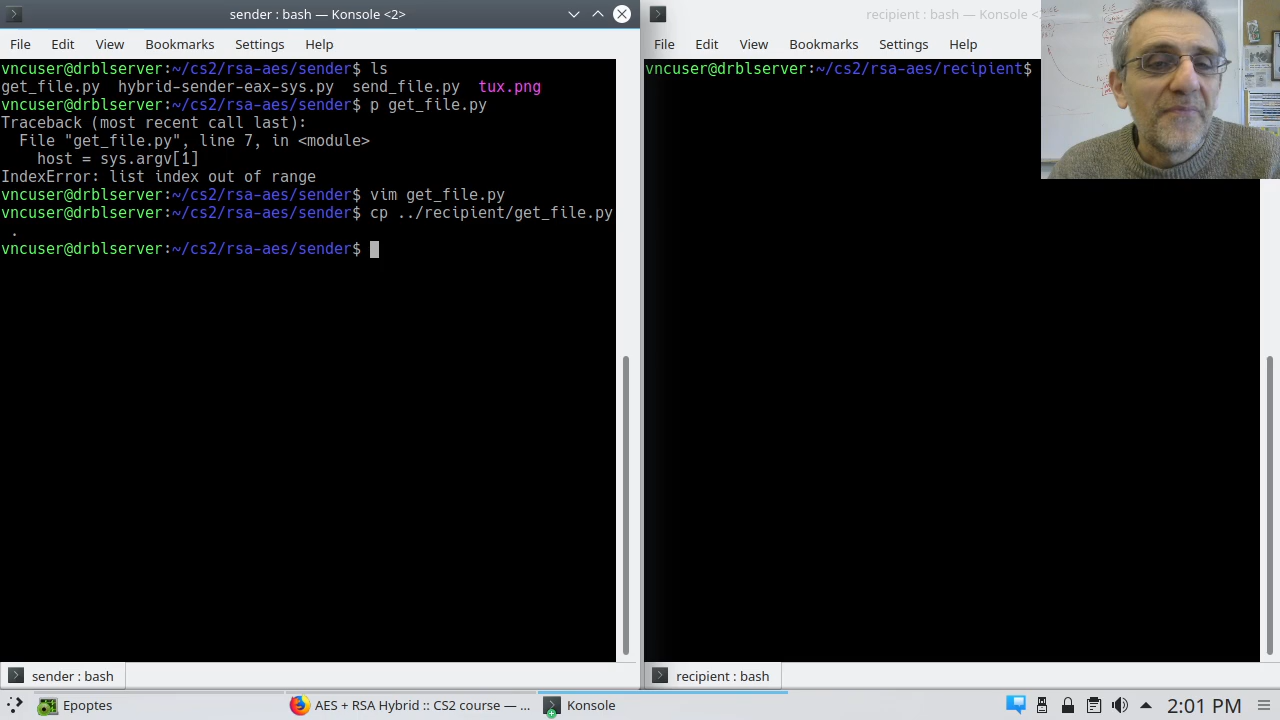 sender : bash — Konsole <2>
File Edit View Bookmarks Settings Help
vncuser@drblserver:~/cs2/rsa-aes/sender$ ls
get_file.py hybrid-sender-eax-sys.py send_file.py tux.png
vncuser@drblserver:~/cs2/rsa-aes/sender$ p get_file.py
Traceback (most recent call last):
File "get_file.py", line 7, in <module>
host = sys.argv[1]
IndexError: list index out of range
vncuser@drblserver:~/cs2/rsa-aes/sender$ vim get_file.py
vncuser@drblserver:~/cs2/rsa-aes/sender$ cp ../recipient/get_file.py
.
vncuser@drblserver:~/cs2/rsa-aes/sender$
sender : bash
recipient : bash — Konsole <
File Edit View Bookmarks Settings Help
vncuser@drblserver:~/cs2/rsa-aes/recipient$
recipient : bash
Epoptes
AES + RSA Hybrid :: CS2 course — ...
Konsole
2:01 PM